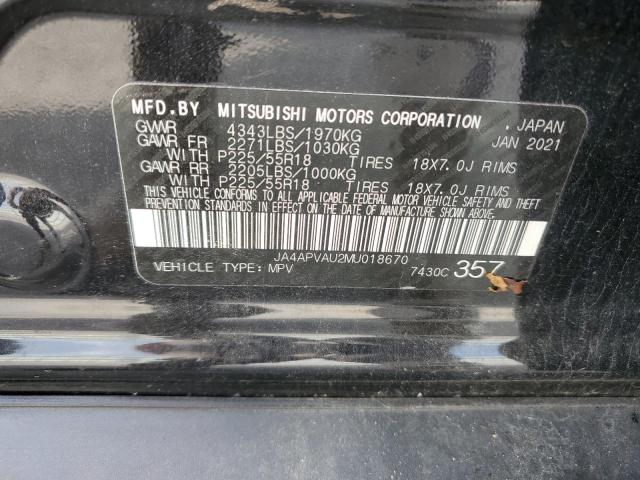 MFD.BY MITSUBISHI MOTORS CORPORATION , JAPAN
GVWR 4343LBS/1970KG JAN 2021
GAWR FR 2271LBS/1030KG
WITH P225/55R18 TIRES 18X7.0J RIMS
GAWR RR 2205LBS/1000KG
WITH P225/55R18 TIRES 18X7.0J RIMS
THIS VEHICLE CONFORMS TO ALL APPLICABLE FEDERAL MOTOR VEHICLE SAFETY AND THEFT
PREVENTION STANDARDS IN EFFECT ON THE DATE OF MANUFACTURE SHOWN ABOVE.
JA4APVAU2MU018670
VEHICLE TYPE:MPV 7430C 357